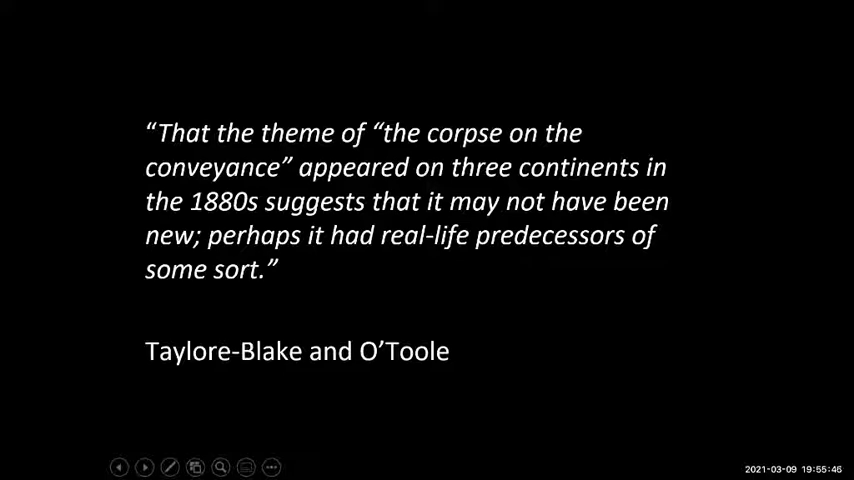 “That the theme of “the corpse on the
conveyance” appeared on three continents in
the 1880s suggests that it may not have been
new; perhaps it had real-life predecessors of
some sort.”
Taylore-Blake and O’Toole
2021-03-09 19:55:46